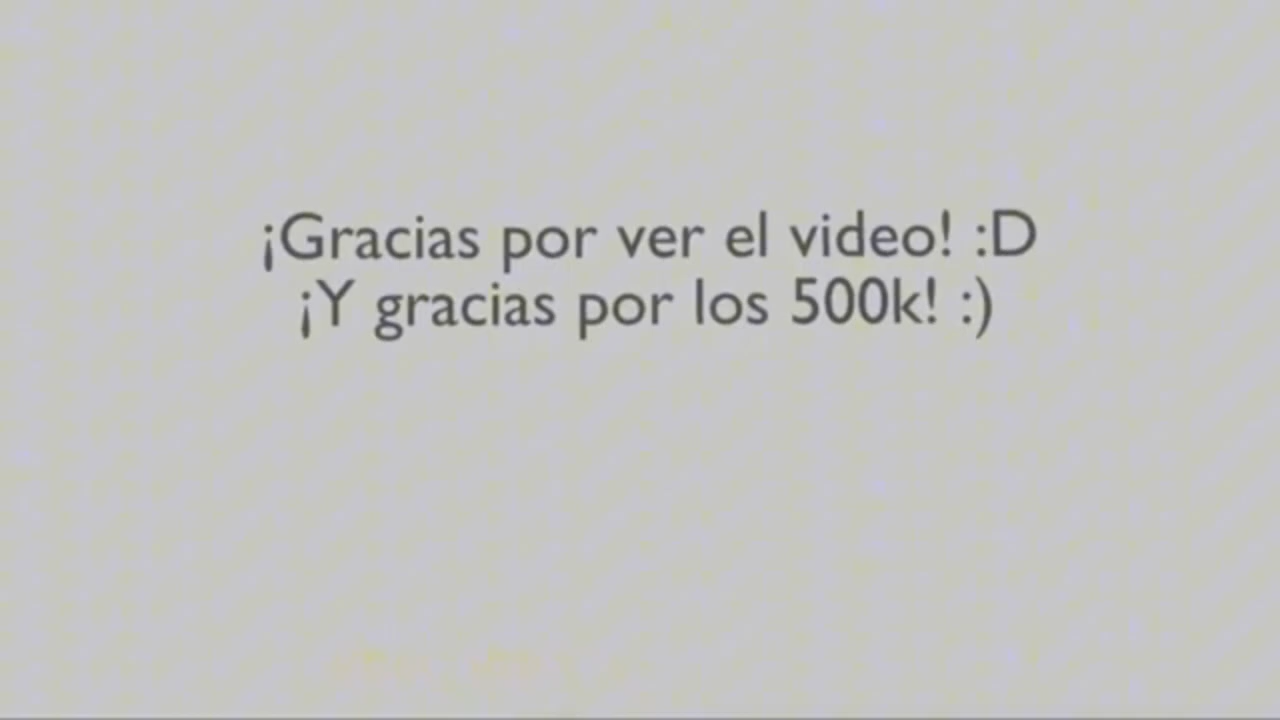 ¡Gracias por ver el video! :D
¡Y gracias por los 500k! :)